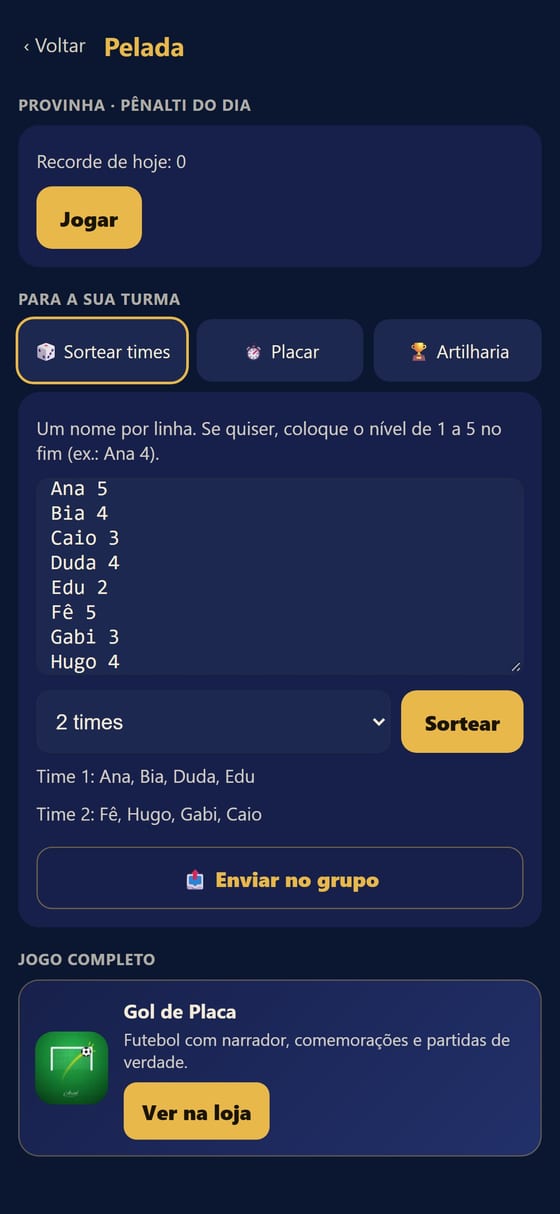 ‹ Voltar Pelada
PROVINHA · PÊNALTI DO DIA
Recorde de hoje: 0
Jogar
PARA A SUA TURMA
Sortear times
Placar
Artilharia
Um nome por linha. Se quiser, coloque o nível de 1 a 5 no
fim (ex.: Ana 4).
Ana 5
Bia 4
Caio 3
Duda 4
Edu 2
Fê 5
Gabi 3
Hugo 4
2 times
Sortear
Time 1: Ana, Bia, Duda, Edu
Time 2: Fê, Hugo, Gabi, Caio
Enviar no grupo
JOGO COMPLETO
Gol de Placa
Futebol com narrador, comemorações e partidas de
verdade.
Ver na loja